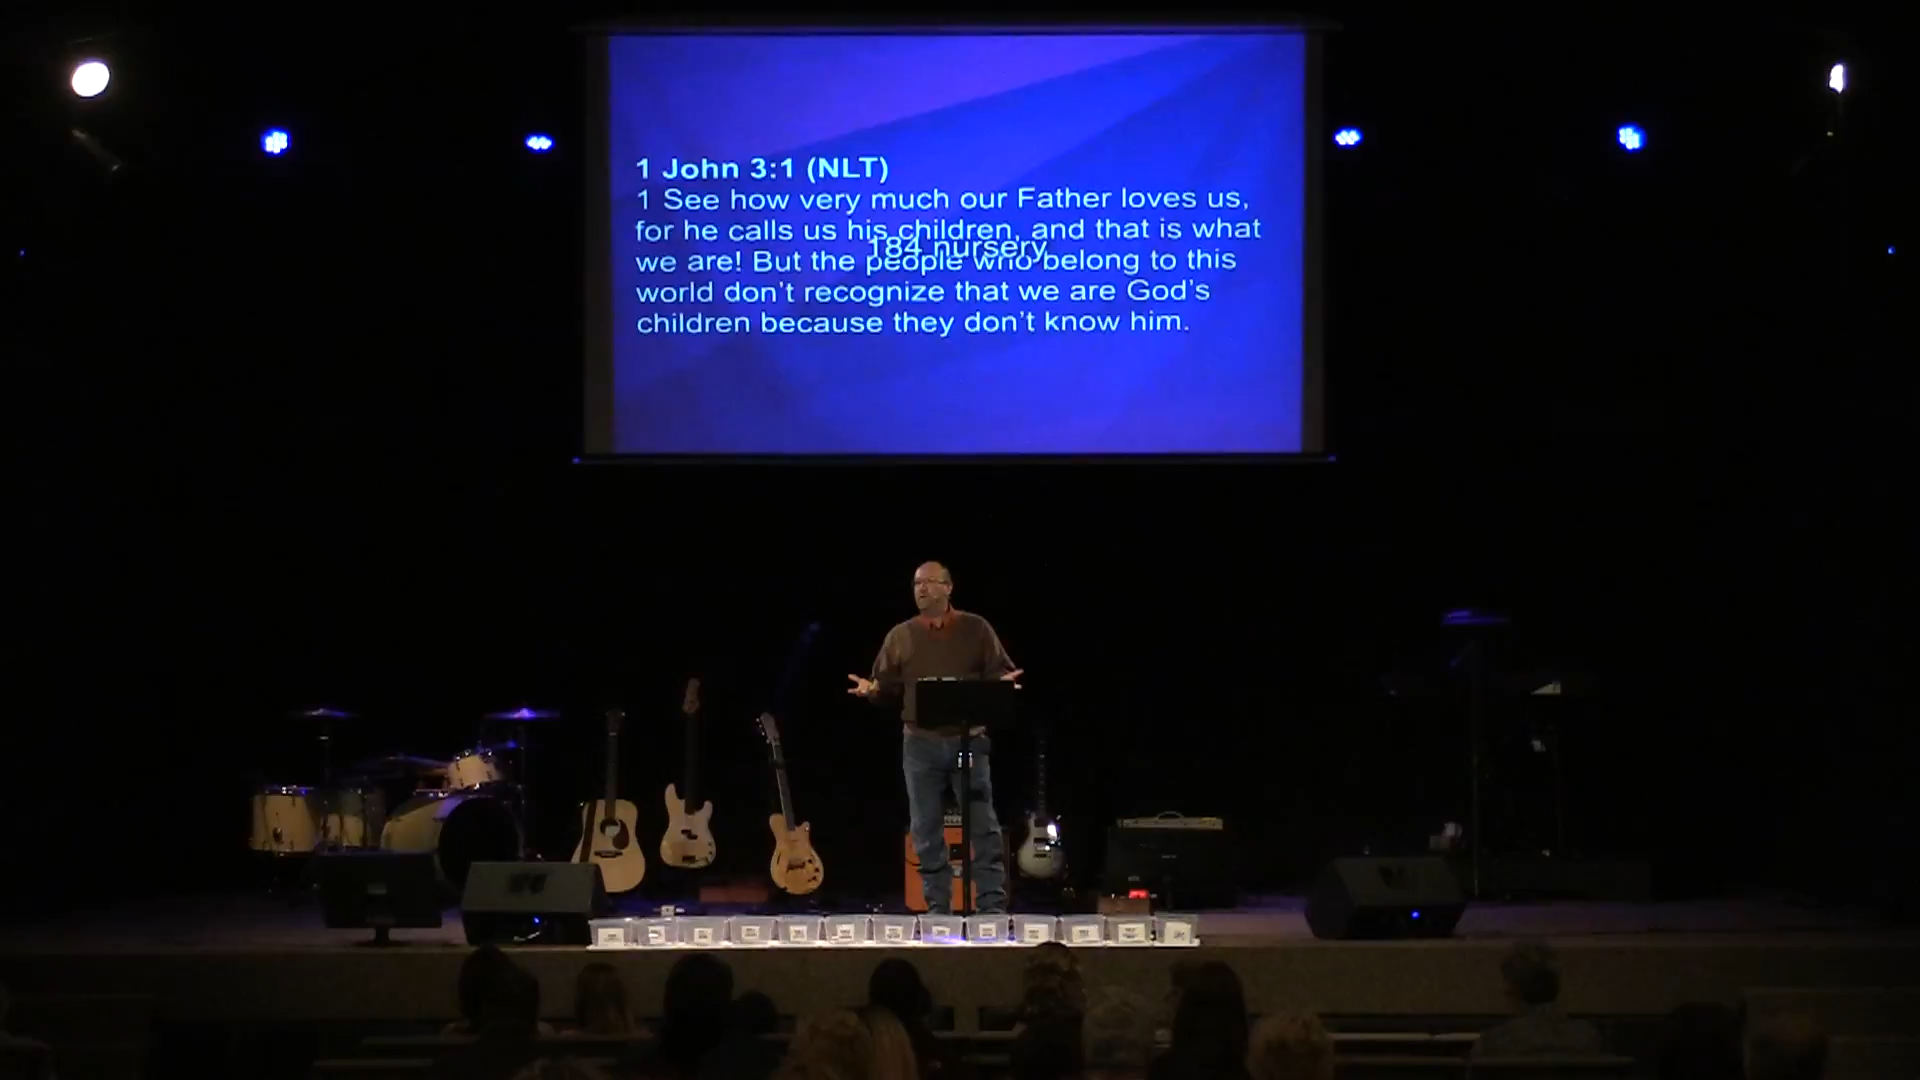 1 John 3:1 (NLT)
1 See how very much our Father loves us,
for he calls us his children, and that is what
184 nursery
we are! But the people who belong to this
world don't recognize that we are God's
children because they don't know him.